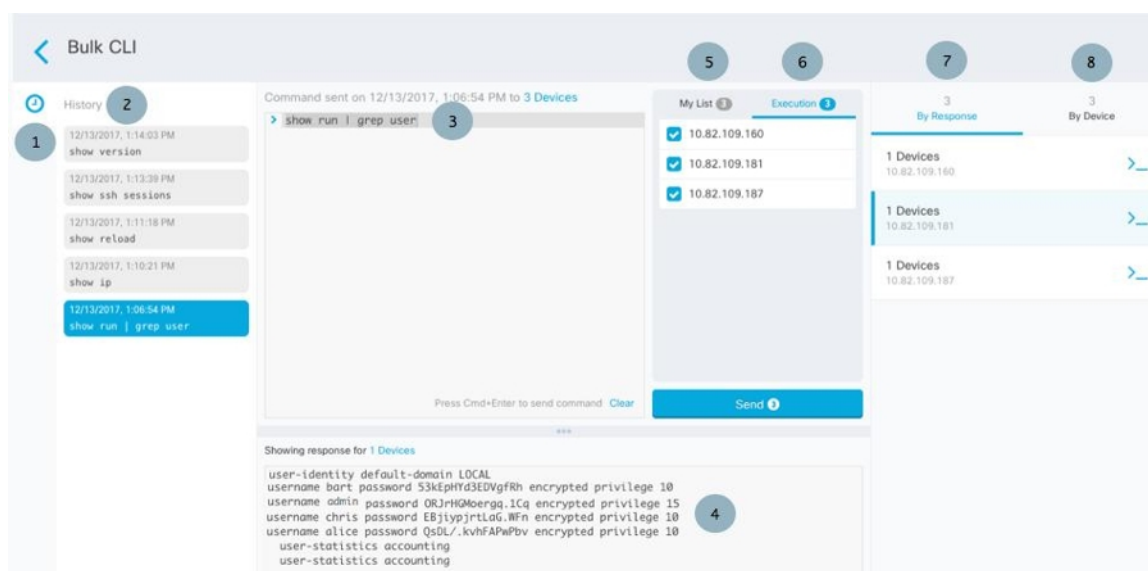 Bulk CLI
5
6
7
8
History
2
1
12/13/2017, 1:14:03 PM
show version
12/13/2017, 1:13:39 PM
show ssh sessions
12/13/2017, 1:11:18 PM
show reload
12/13/2017, 1:10:21 PM
show ip
12/13/2017, 1:06:54 PM
show run | grep user
Command sent on 12/13/2017, 1:06:54 PM to 3 Devices
> show run | grep user
3
Press Cmd+Enter to send command Clear
My List 3
Execution 3
10.82.109.160
10.82.109.181
10.82.109.187
Send 3
3
By Response
3
By Device
1 Devices
10.82.109.160
>_
1 Devices
10.82.109.181
>_
1 Devices
10.82.109.187
>_
Showing response for 1 Devices
user-identity default-domain LOCAL
username bart password 53kEpHYd3EDVgfRh encrypted privilege 10
username admin password ORJrHGMoergq.1Cq encrypted privilege 15
username chris password EBjiypjrtLaG.WFn encrypted privilege 10
username alice password QsDL/.kvhFAPwPbv encrypted privilege 10
user-statistics accounting
user-statistics accounting
4